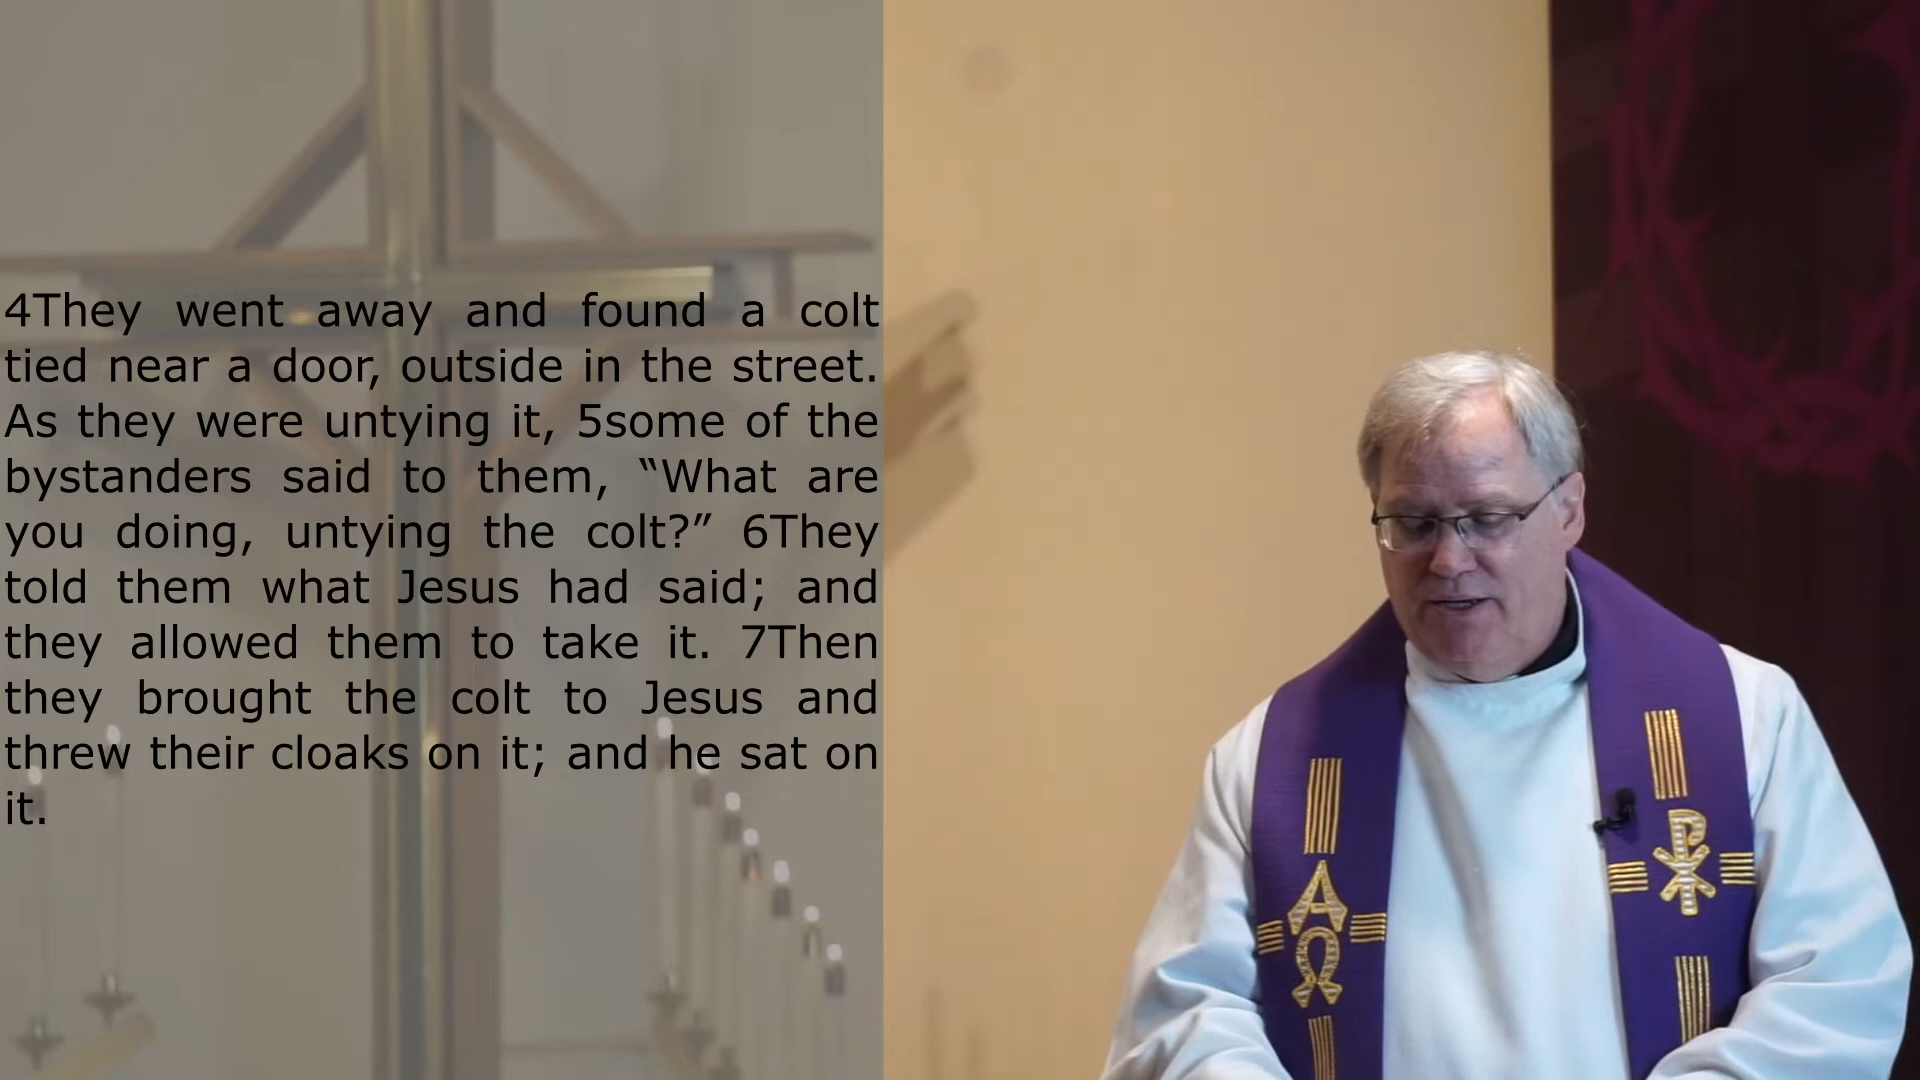 4They went away and found a colt
tied near a door, outside in the street.
As they were untying it, 5some of the
bystanders said to them, “What are
you doing, untying the colt?” 6They
told them what Jesus had said; and
they allowed them to take it. 7Then
they brought the colt to Jesus and
threw their cloaks on it; and he sat on
it.
Α
Ω
☧